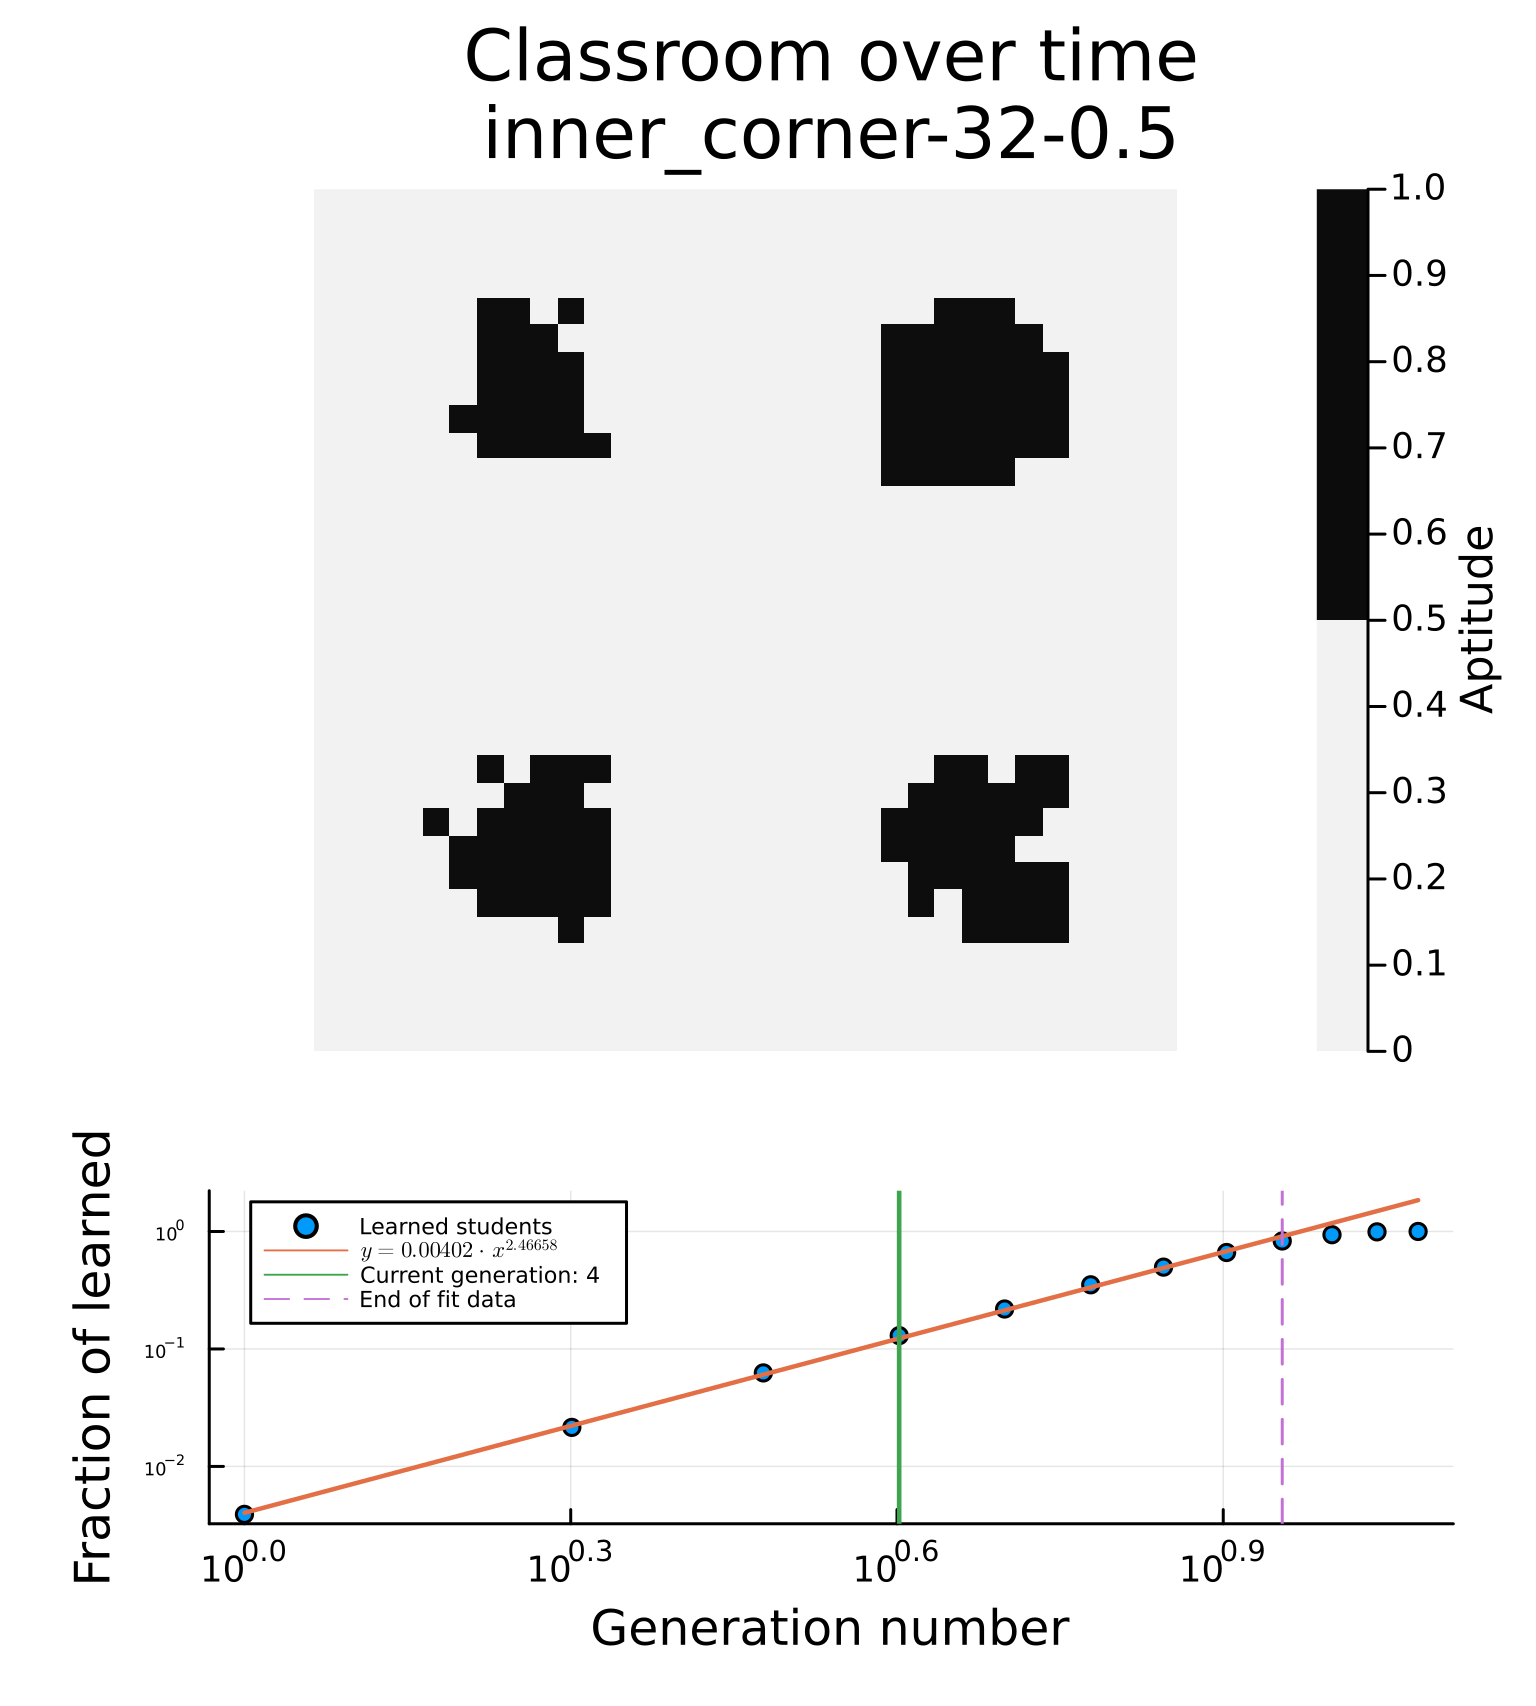 Classroom over time
inner_corner-32-0.5
1.0
0.9
0.8
0.7
0.6
0.5
0.4
0.3
0.2
0.1
0
Aptitude
Fraction of learned
10⁰
10⁻¹
10⁻²
Learned students
y = 0.00402 · x^2.46658
Current generation: 4
End of fit data
10^0.0
10^0.3
10^0.6
10^0.9
Generation number